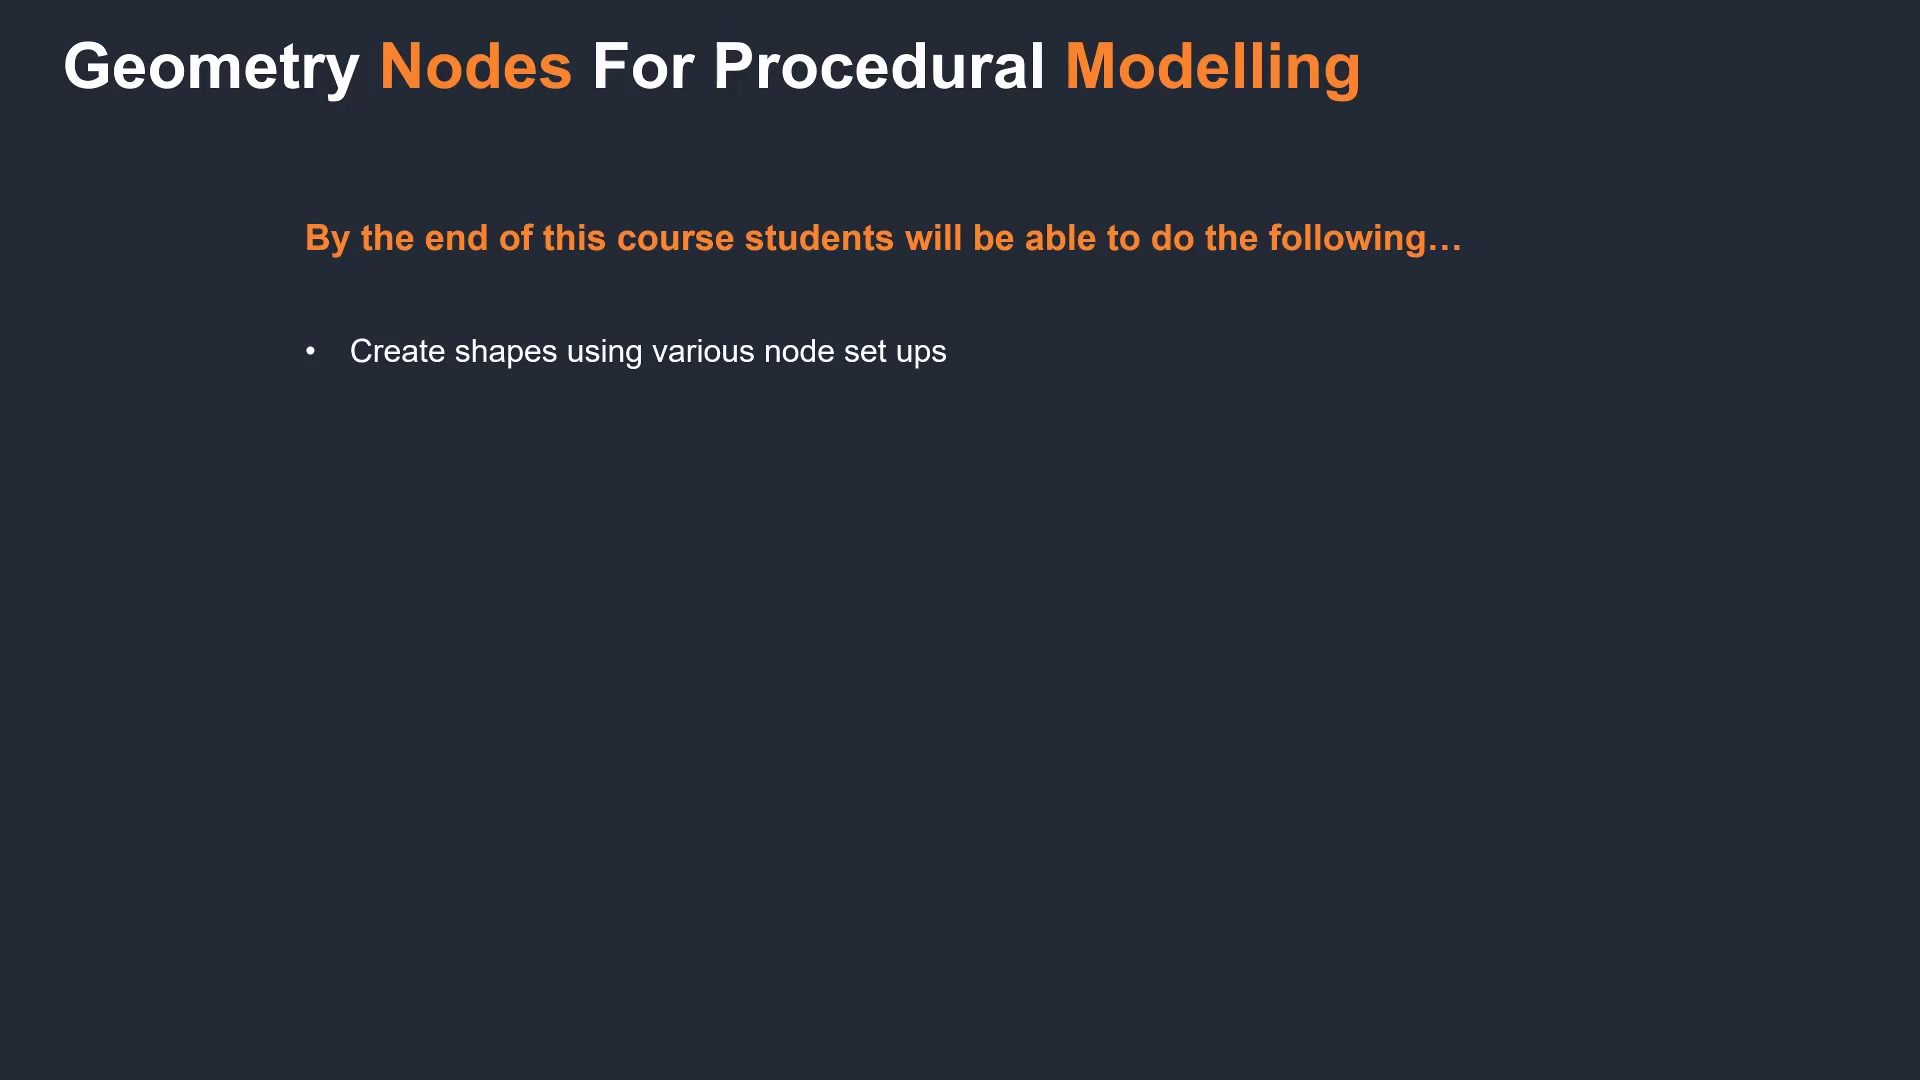 Geometry Nodes For Procedural Modelling
By the end of this course students will be able to do the following…
• Create shapes using various node set ups